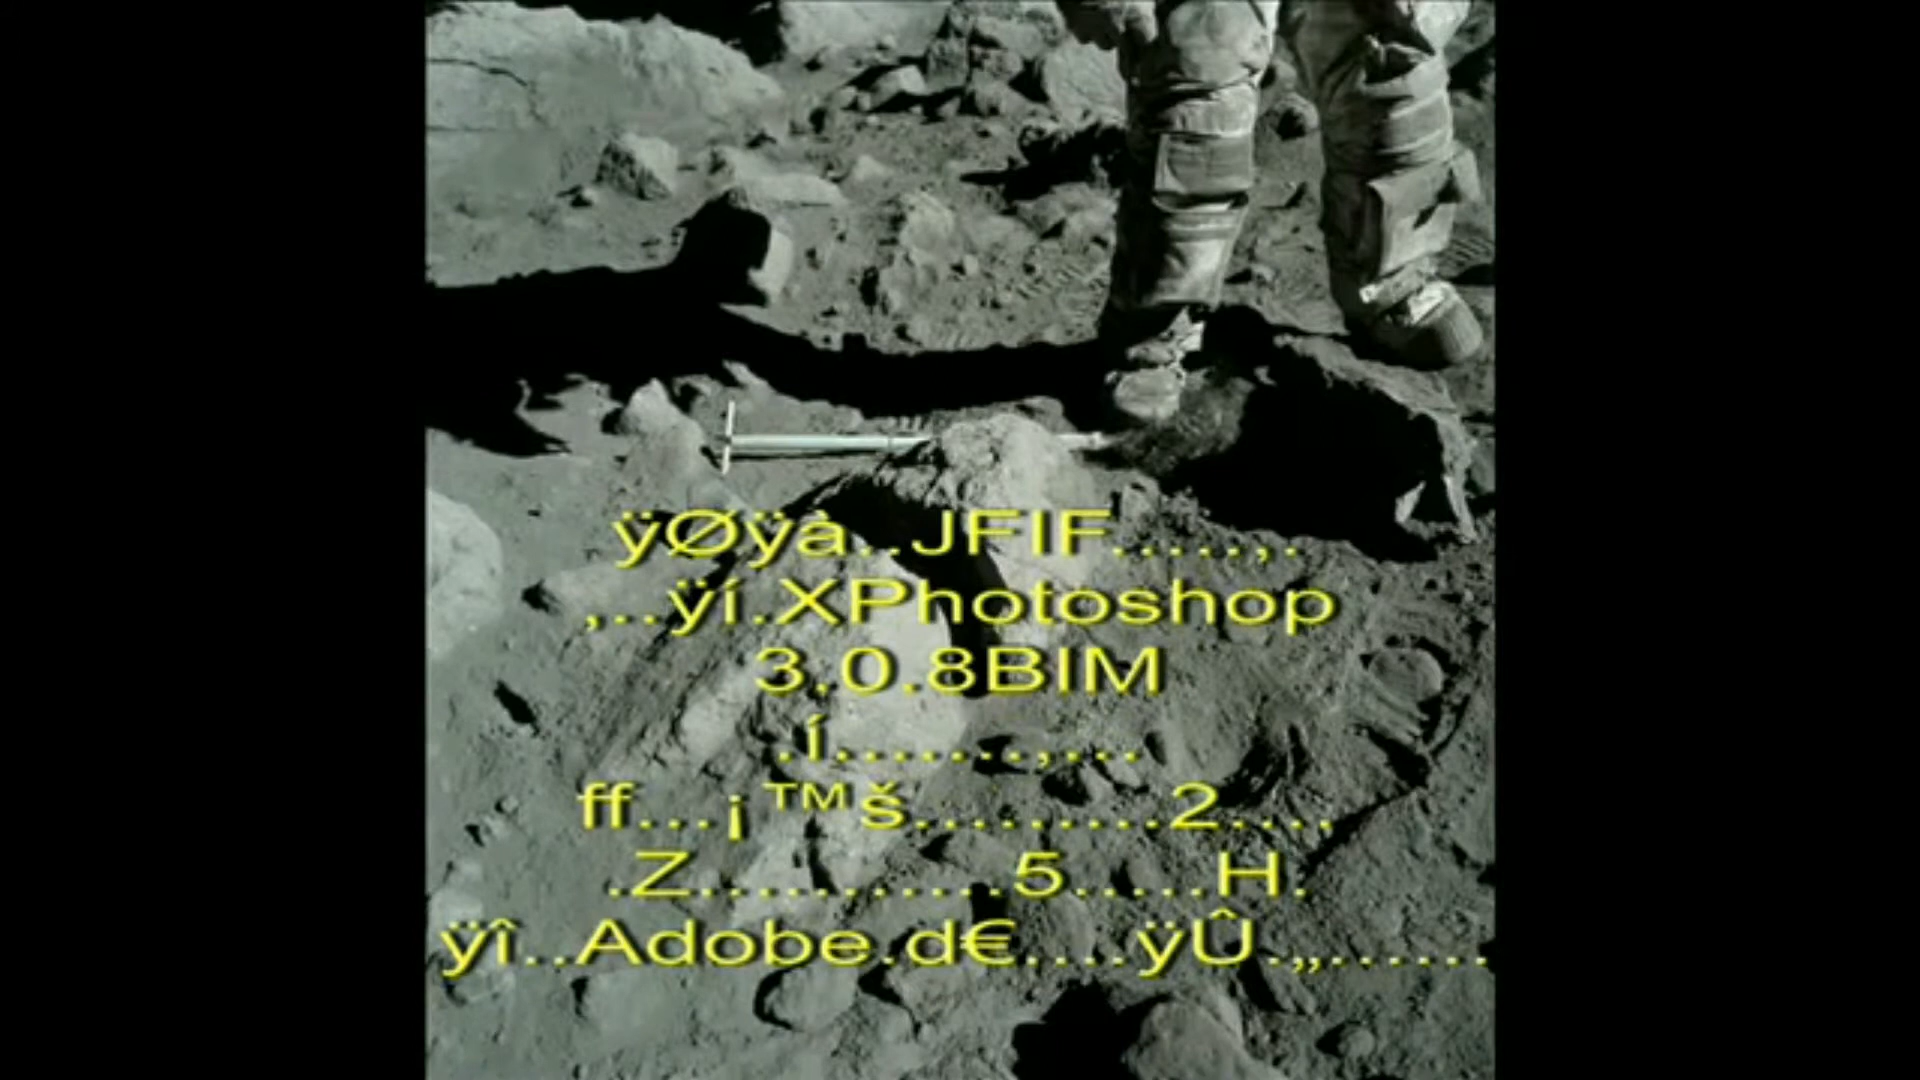 ÿØÿà..JFIF.....,.
,..ÿí.XPhotoshop
3.0.8BIM
.í.......,...
ff...¡™š..........2....
.Z...........5.....H.
ÿî..Adobe.d€....ÿÛ.„......